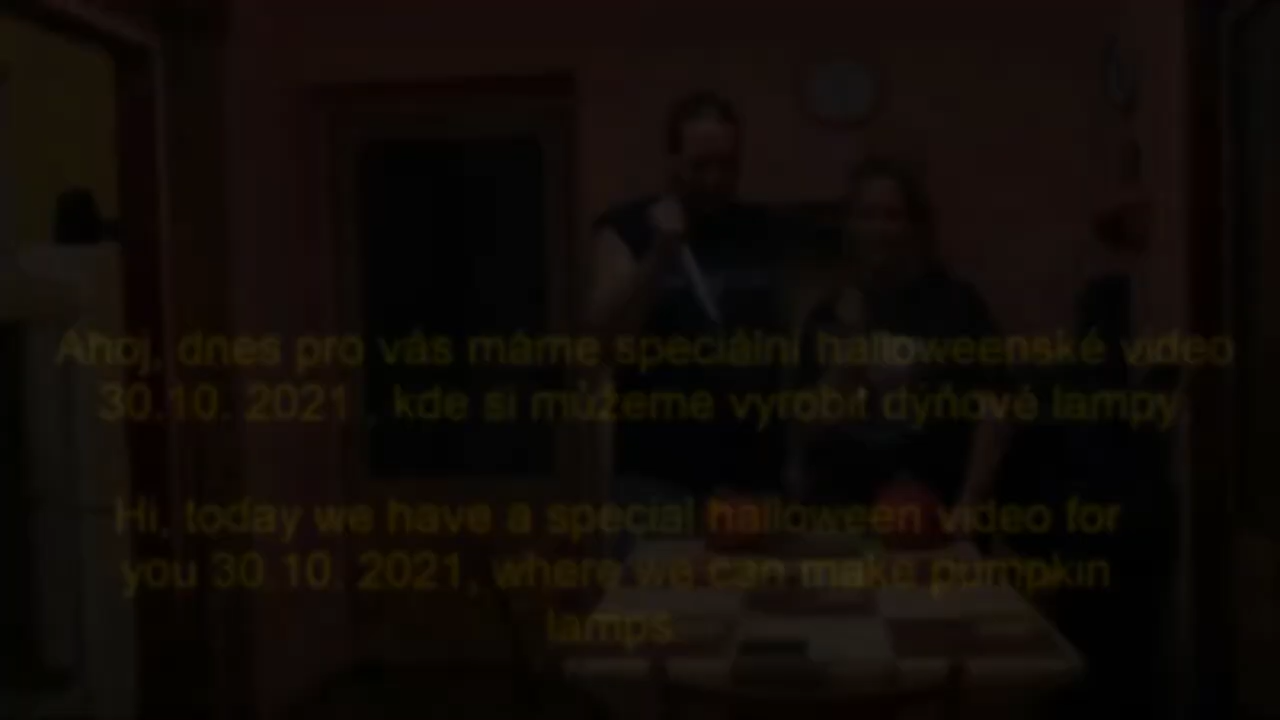 Ahoj, dnes pro vás máme speciální halloweenské video
30.10. 2021 , kde si můžeme vyrobit dýňové lampy.
Hi, today we have a special halloween video for
you 30.10. 2021, where we can make pumpkin
lamps.